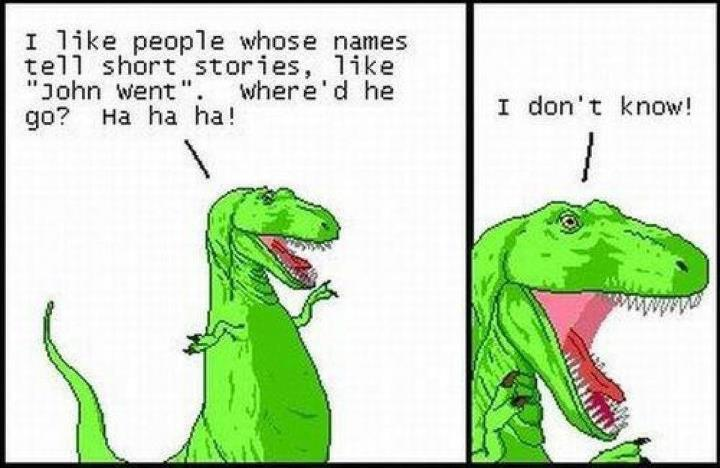 I like people whose names
tell short stories, like
"John Went".  Where'd he
go?  Ha ha ha!
I don't know!